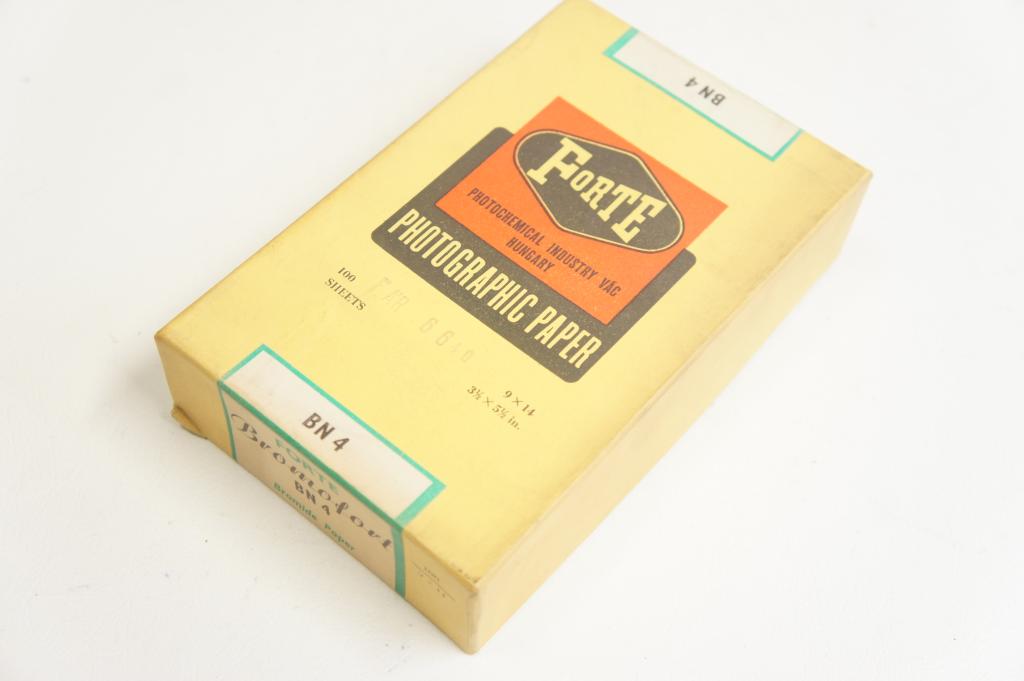 BN 4
FORTE
PHOTOCHEMICAL INDUSTRY VÁC
HUNGARY
PHOTOGRAPHIC PAPER
100
SHEETS
9 × 14
3½ × 5½ in.
BN 4
FORTE
Bromofort
BN 4
Bromide Paper